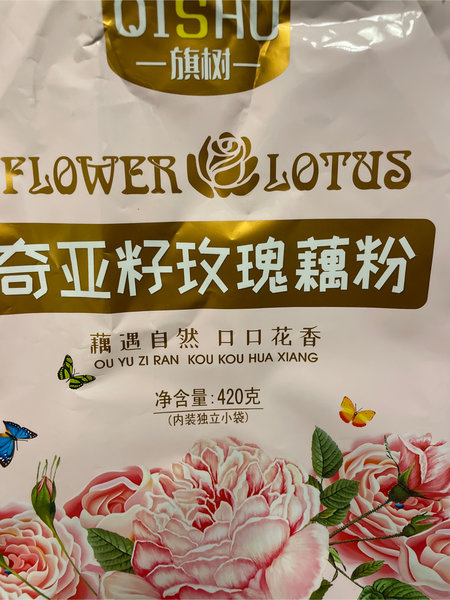 QISHU
一旗树一
FLOWER LOTUS
奇亚籽玫瑰藕粉
藕遇自然 口口花香
OU YU ZI RAN KOU KOU HUA XIANG
净含量:420克
(内装独立小袋)